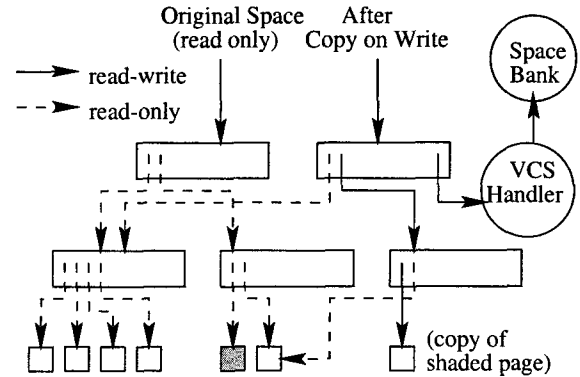 Original Space
(read only)
After
Copy on Write
Space
Bank
read-write
read-only
VCS
Handler
(copy of
shaded page)